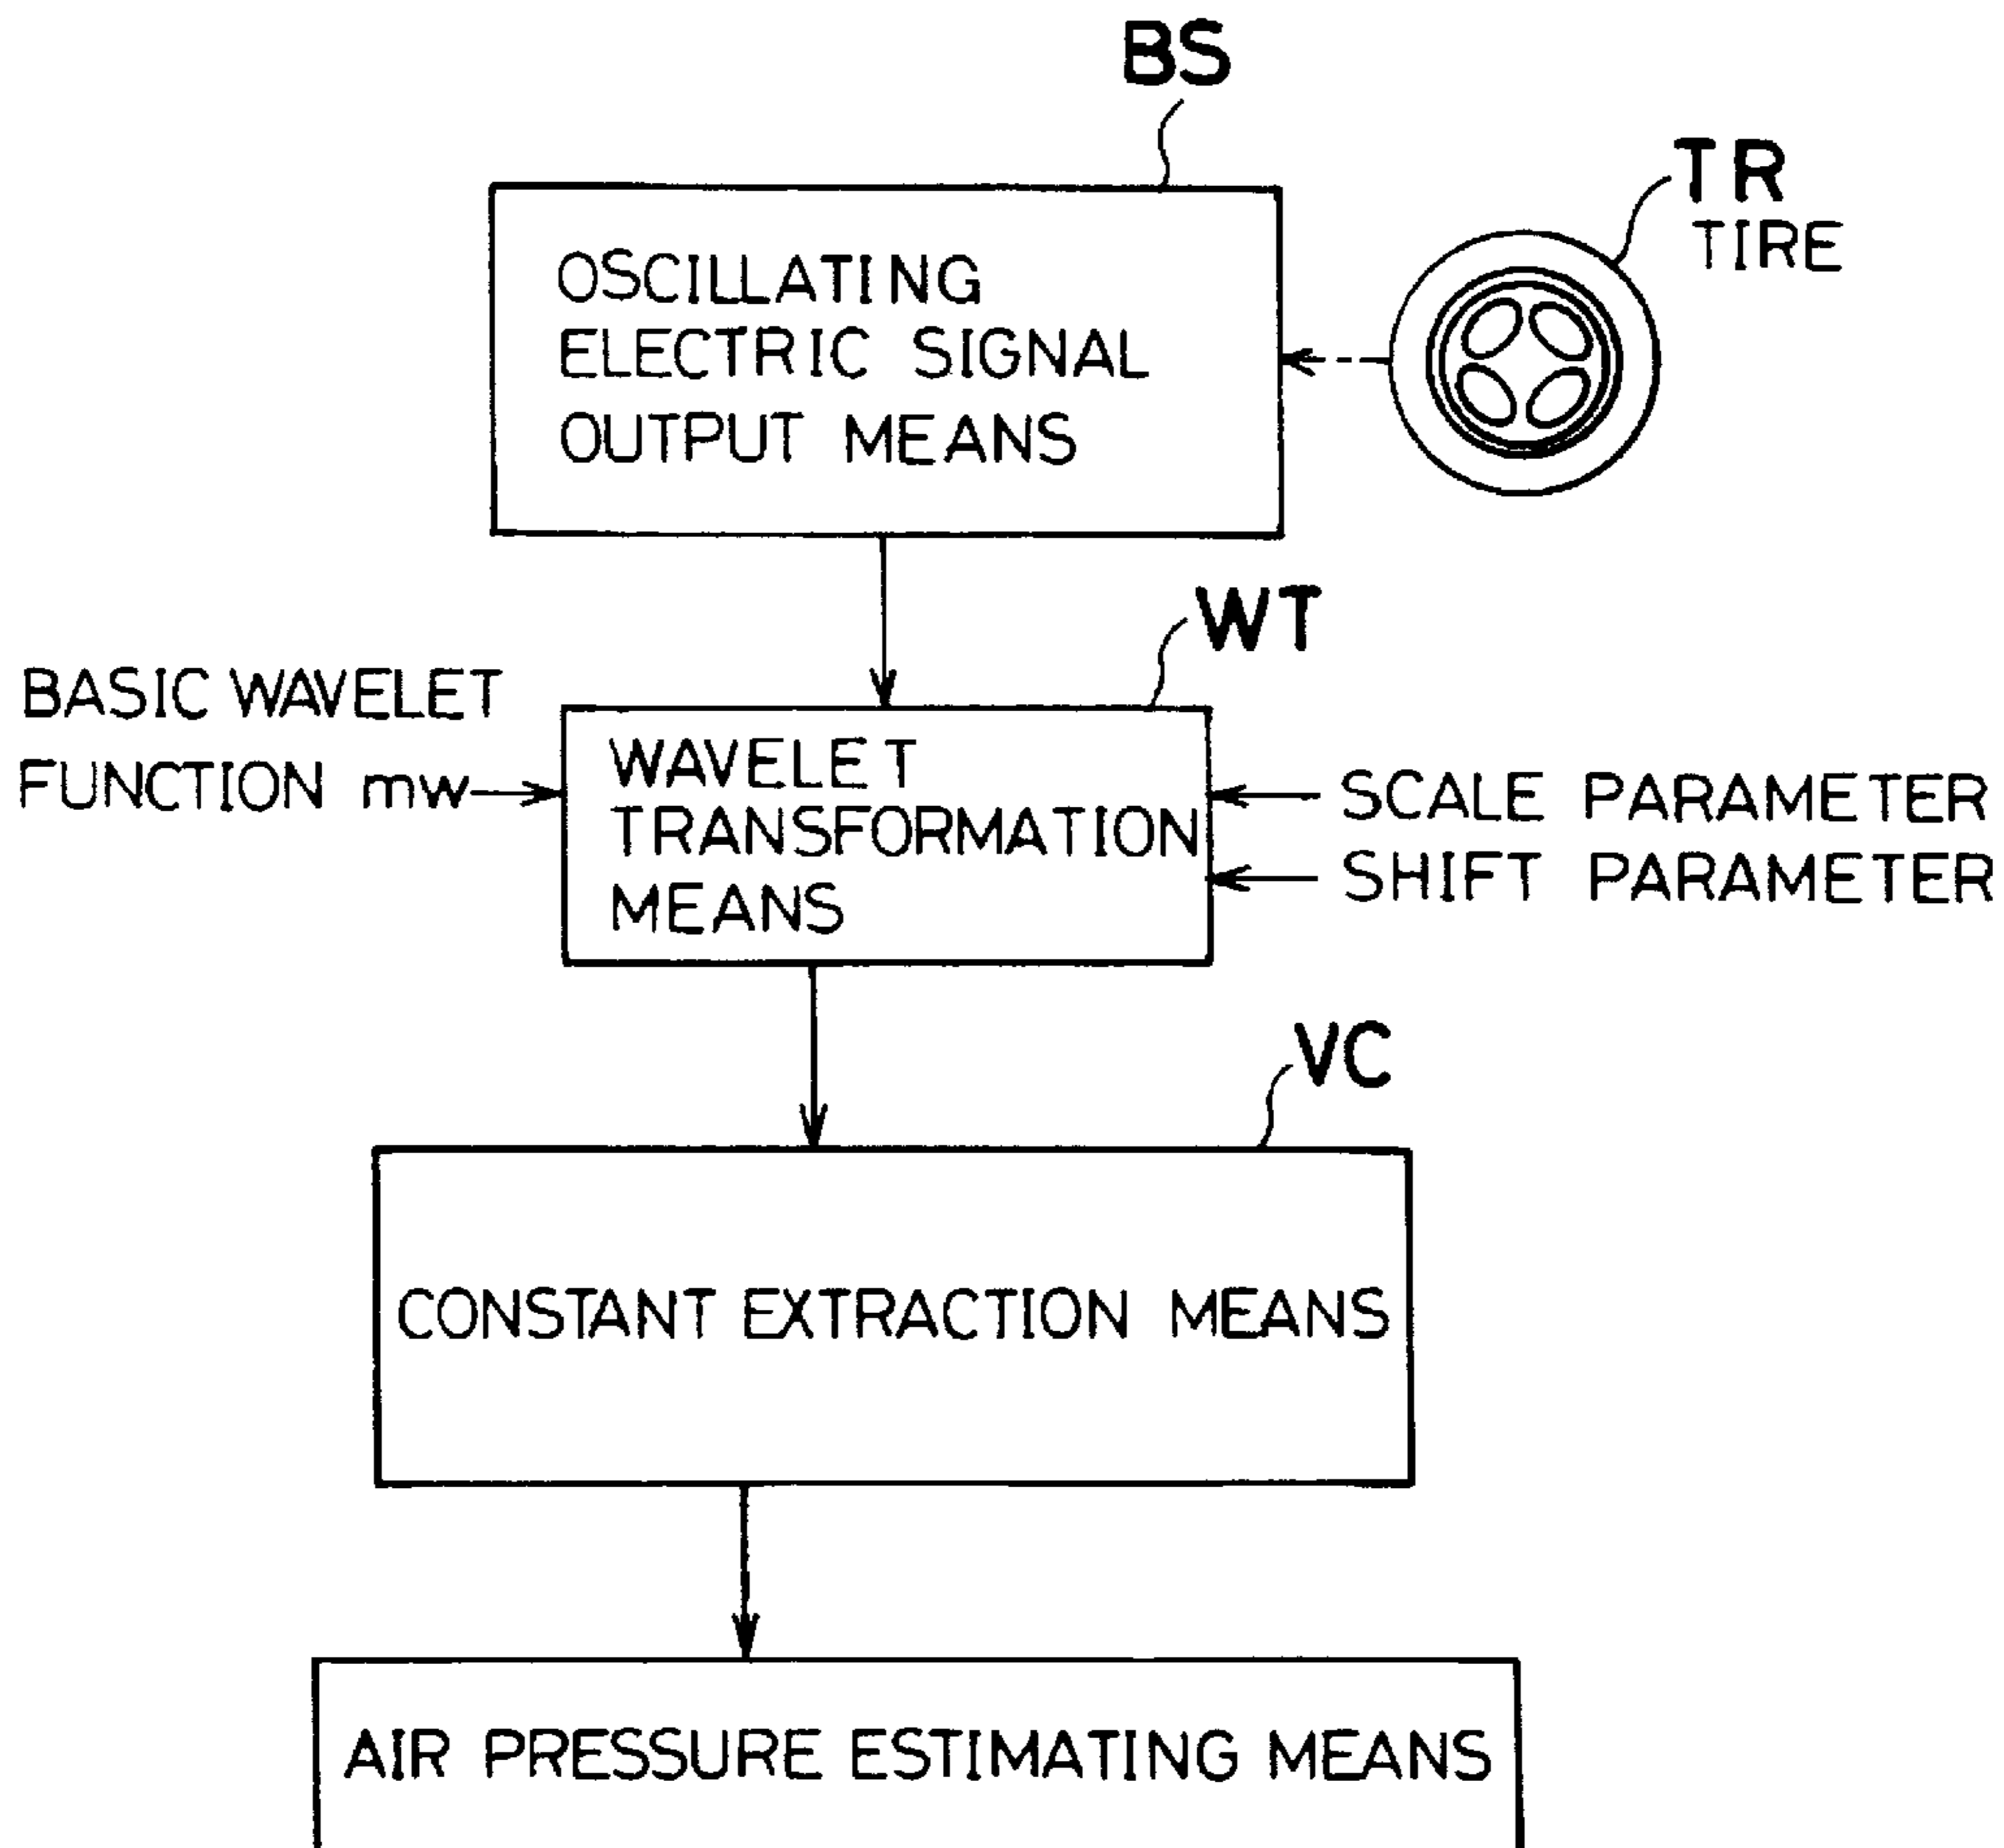 BS
TR
TIRE
OSCILLATING
ELECTRIC SIGNAL
OUTPUT MEANS
WT
BASIC WAVELET
FUNCTION mw
WAVELET
TRANSFORMATION
MEANS
SCALE PARAMETER
SHIFT PARAMETER
VC
CONSTANT EXTRACTION MEANS
AIR PRESSURE ESTIMATING MEANS